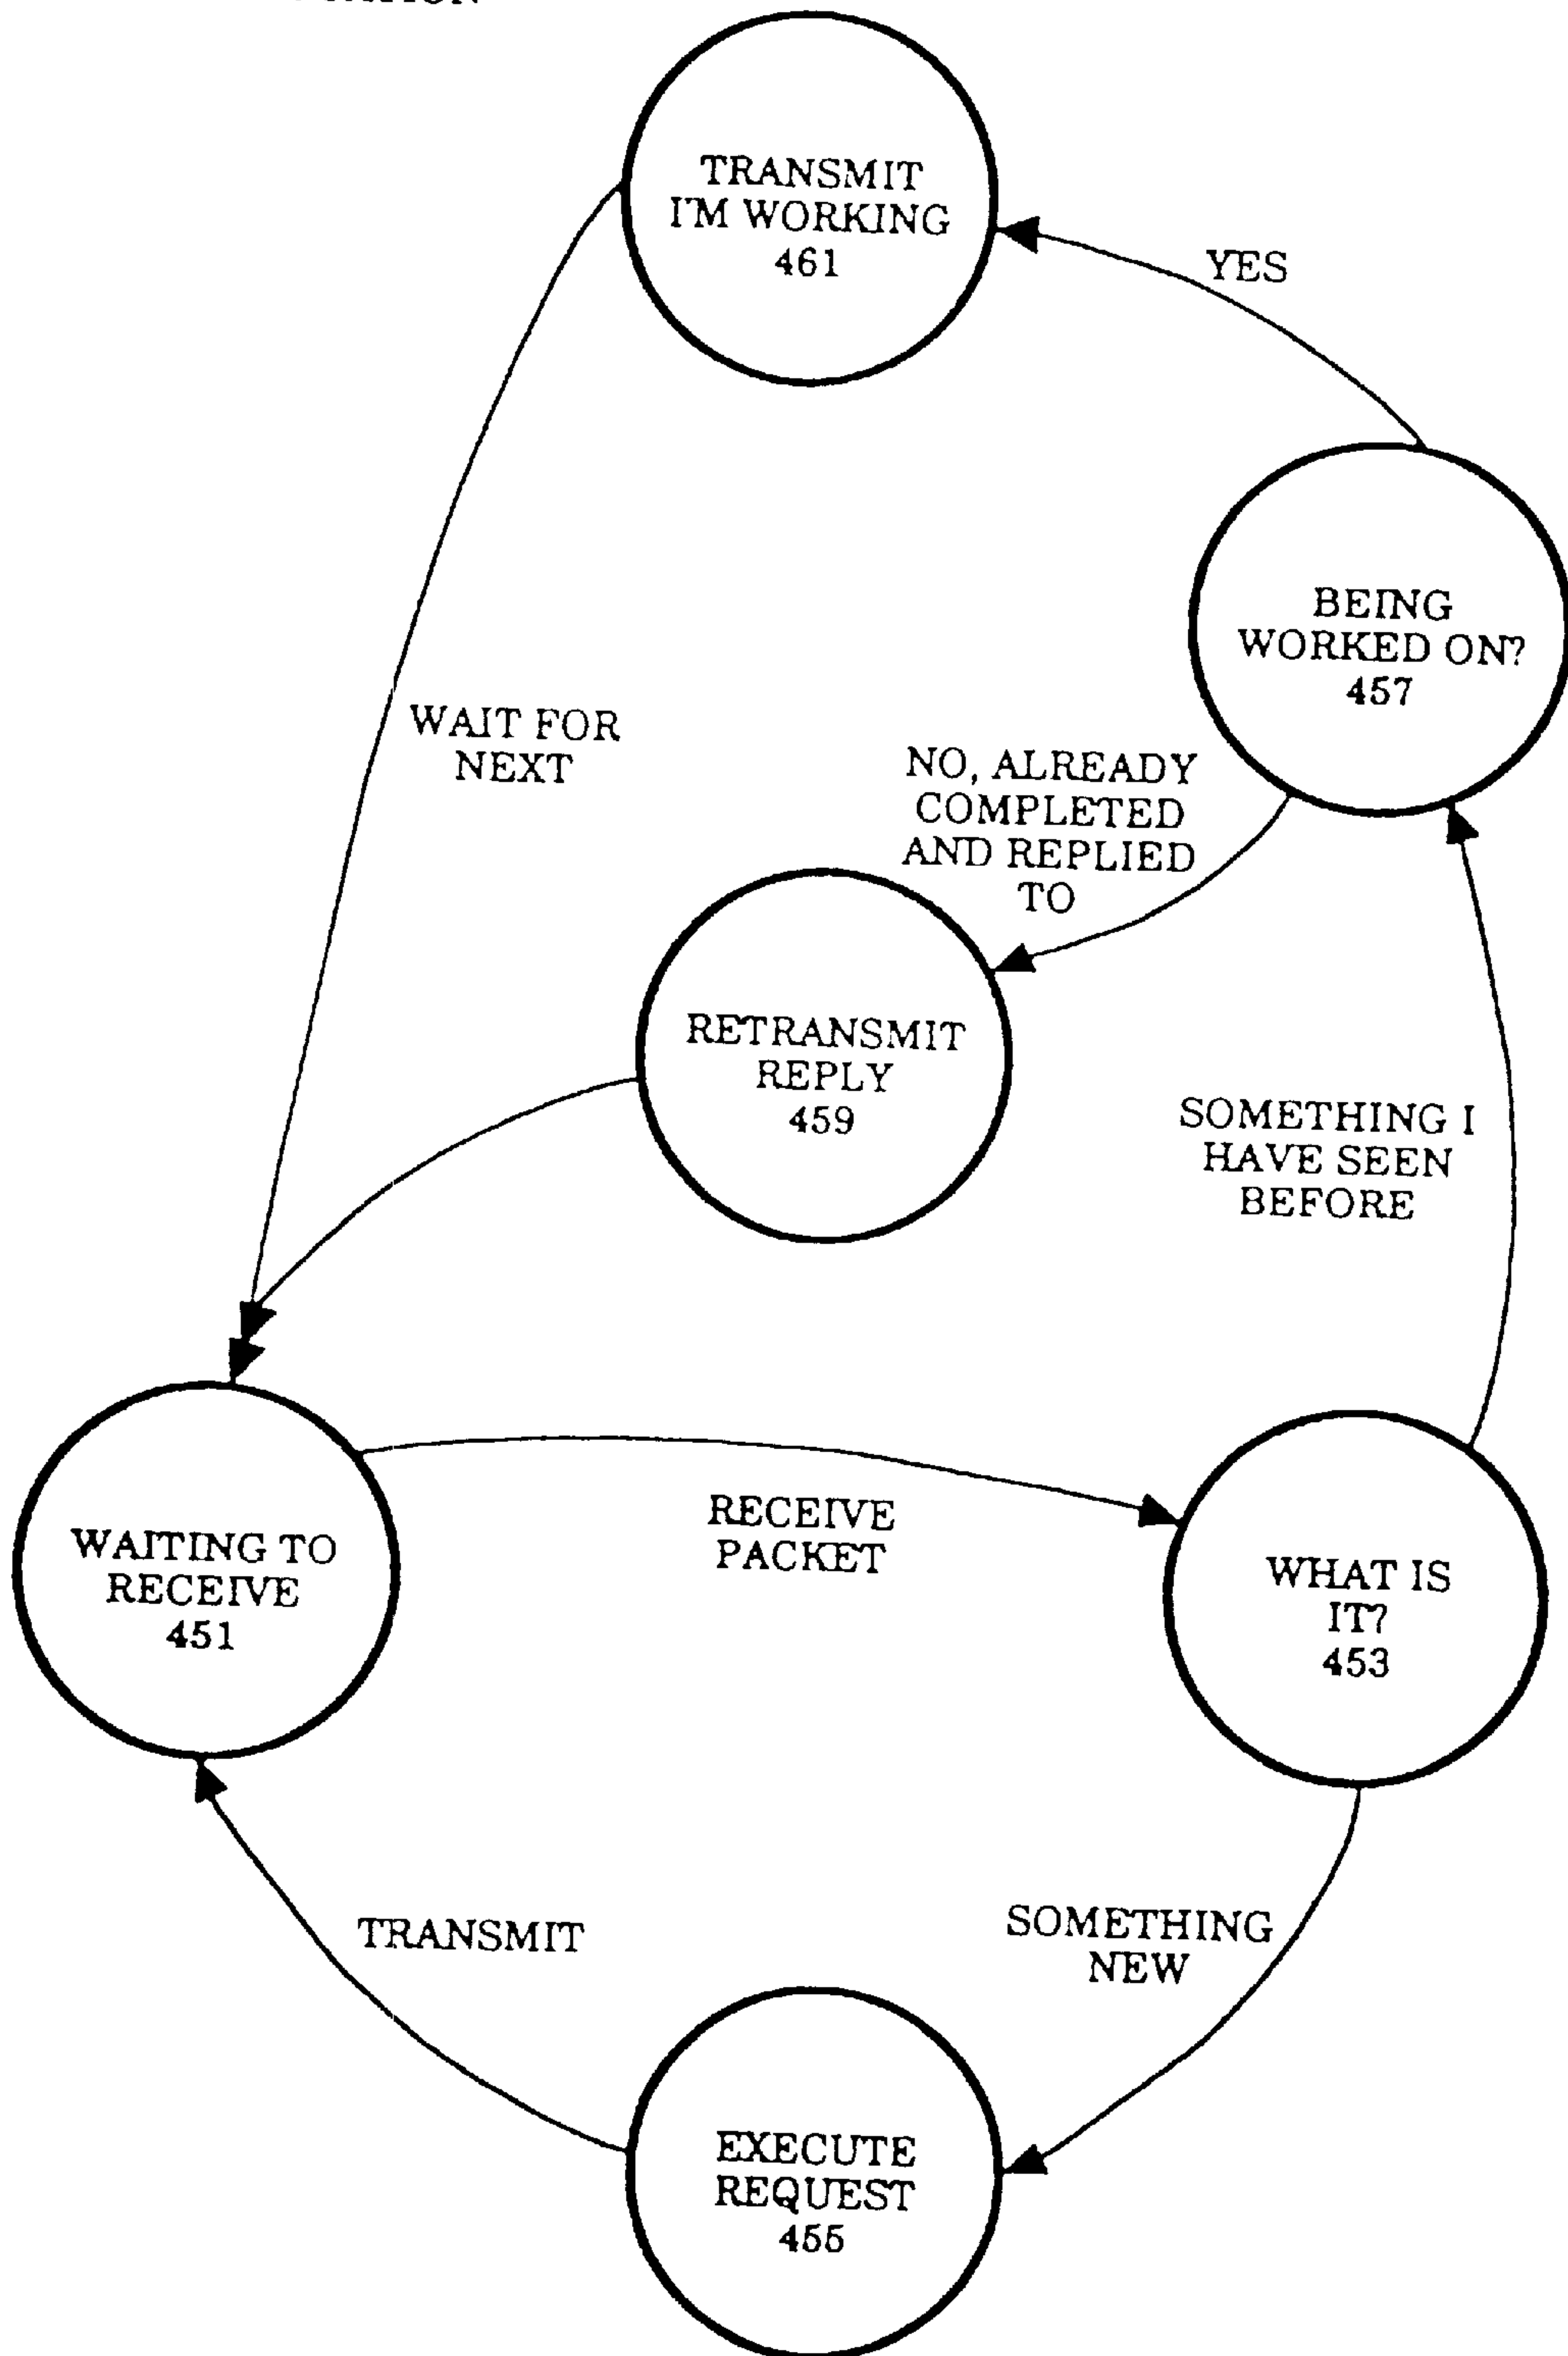 TRANSMIT
I'M WORKING
461
YES
BEING
WORKED ON?
457
WAIT FOR
NEXT
NO, ALREADY
COMPLETED
AND REPLIED
TO
RETRANSMIT
REPLY
459
SOMETHING I
HAVE SEEN
BEFORE
WAITING TO
RECEIVE
451
RECEIVE
PACKET
WHAT IS
IT?
453
TRANSMIT
SOMETHING
NEW
EXECUTE
REQUEST
455